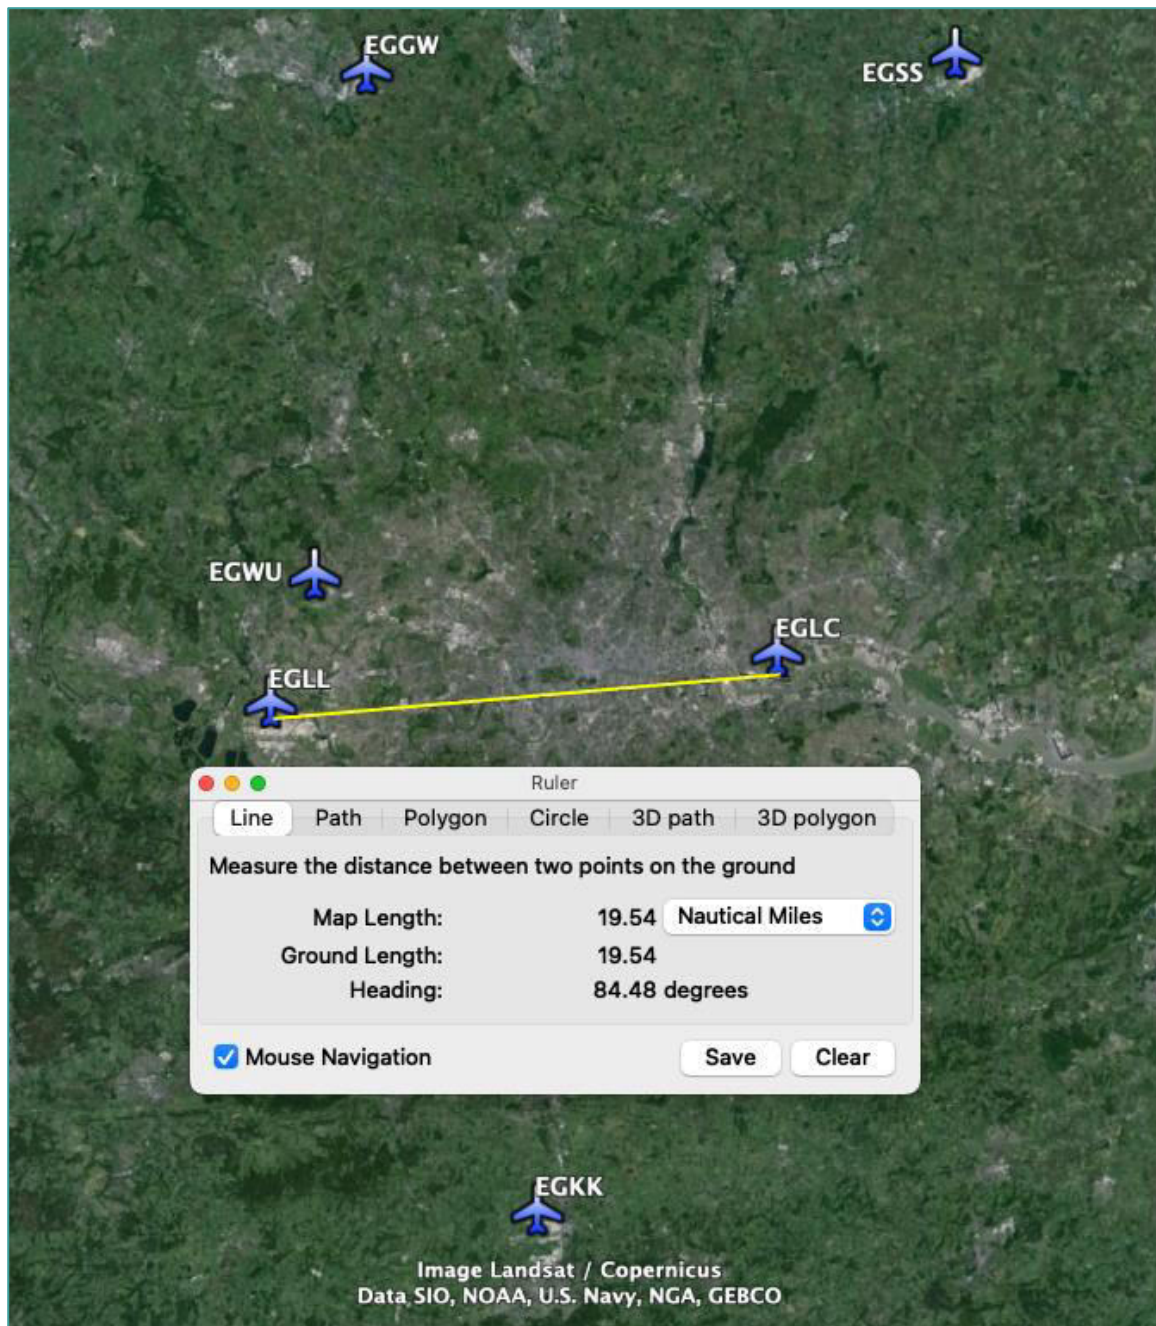 EGGW
EGSS
EGWU
EGLC
EGLL
Ruler
Line Path Polygon Circle 3D path 3D polygon
Measure the distance between two points on the ground
Map Length: 19.54 Nautical Miles
Ground Length: 19.54
Heading: 84.48 degrees
Mouse Navigation Save Clear
EGKK
Image Landsat / Copernicus
Data SIO, NOAA, U.S. Navy, NGA, GEBCO